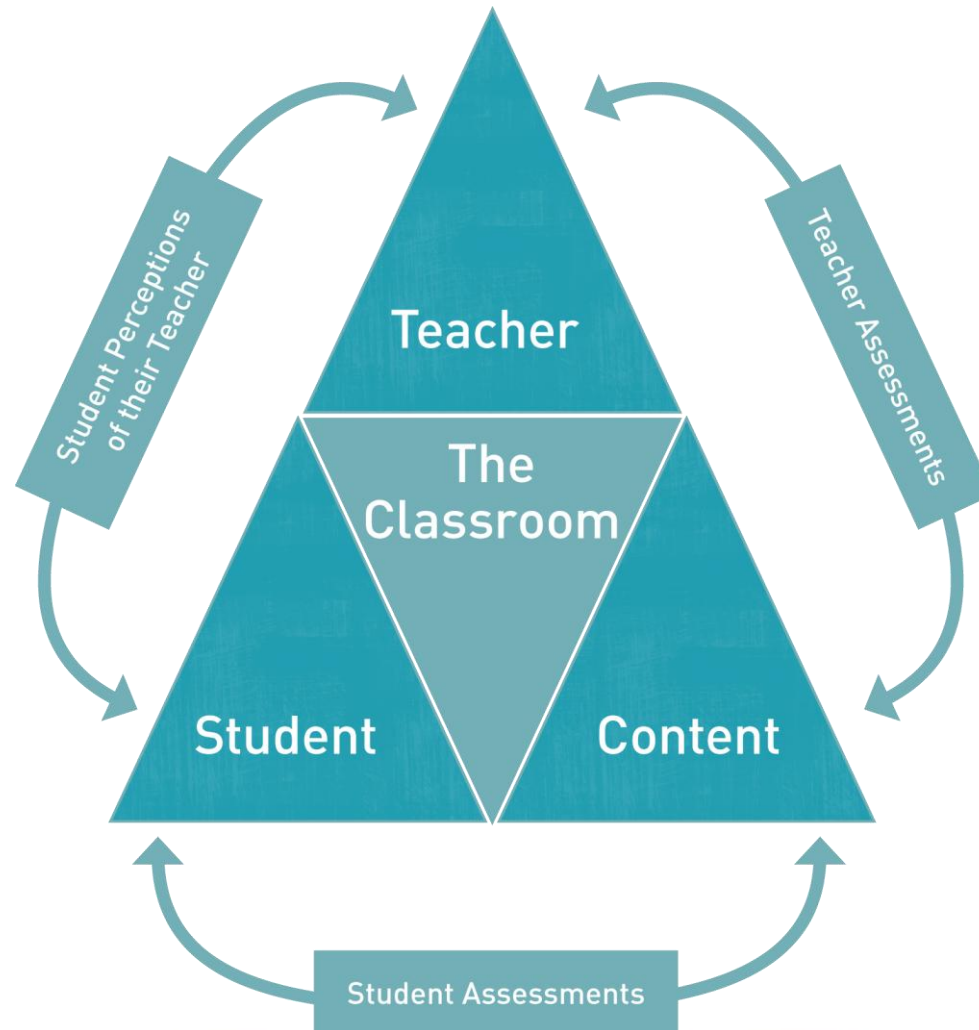 Student Perceptions
of their Teacher
Teacher Assessments
Teacher
The
Classroom
Student
Content
Student Assessments